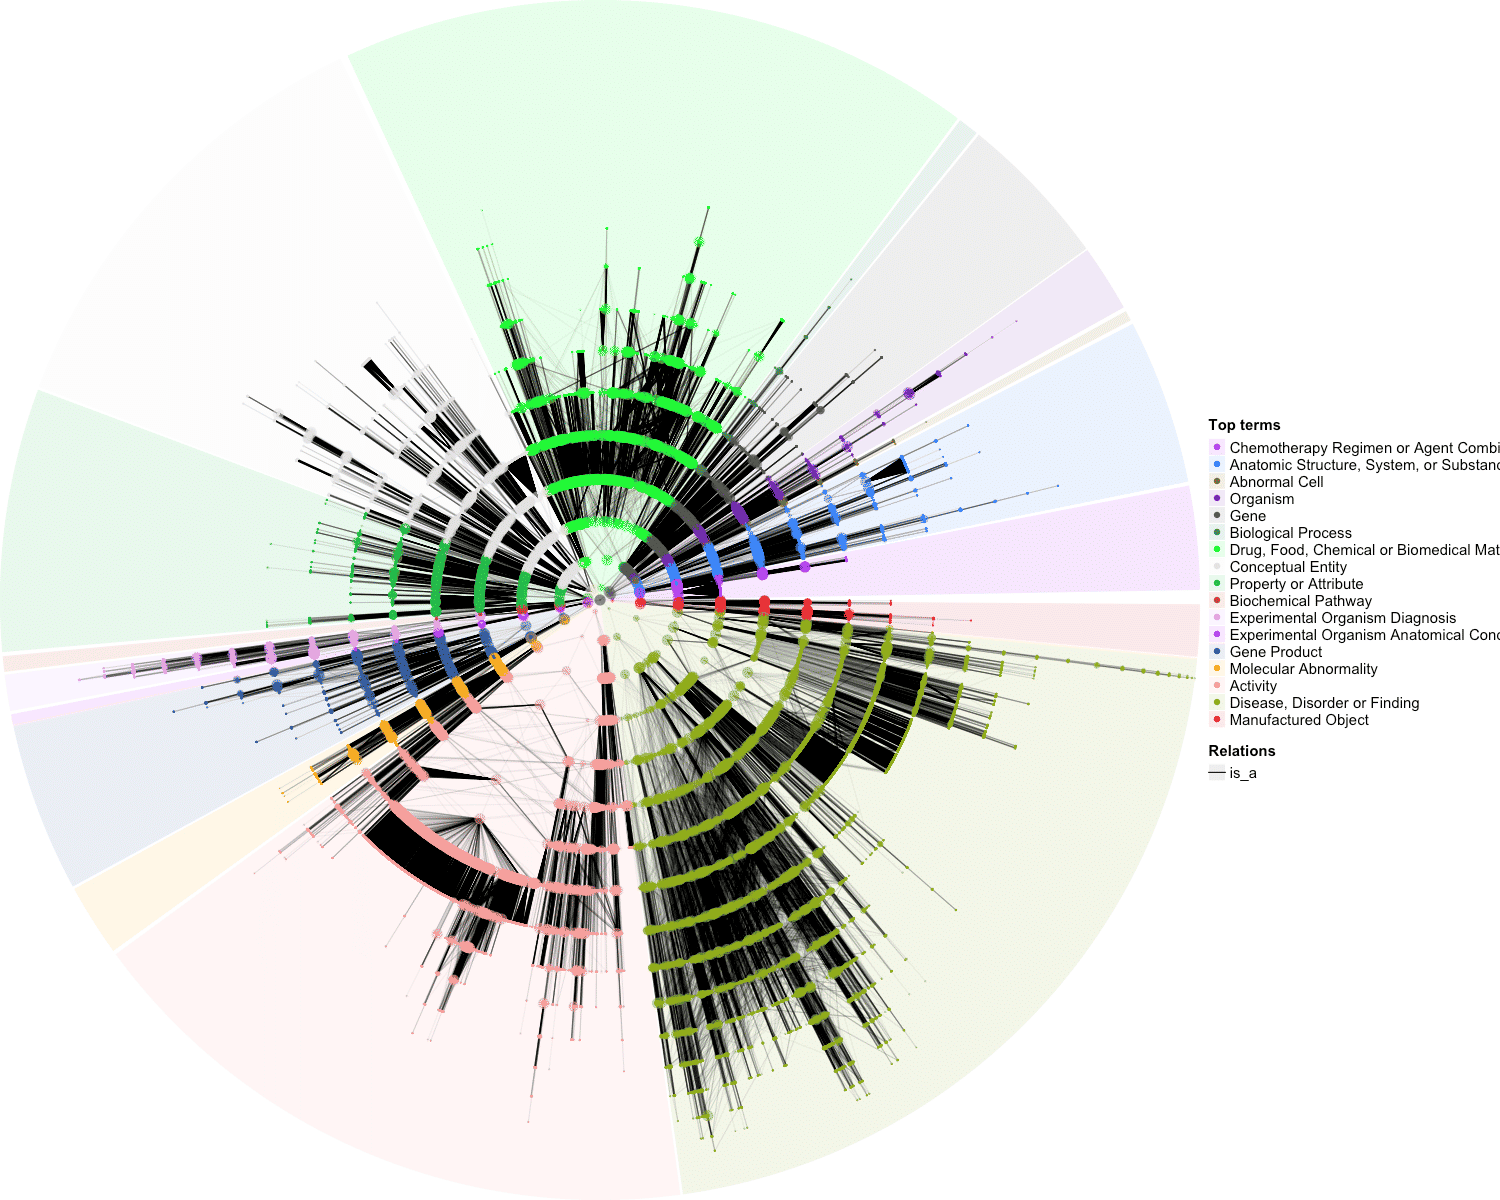 Top terms
Chemotherapy Regimen or Agent Combi
Anatomic Structure, System, or Substanc
Abnormal Cell
Organism
Gene
Biological Process
Drug, Food, Chemical or Biomedical Mat
Conceptual Entity
Property or Attribute
Biochemical Pathway
Experimental Organism Diagnosis
Experimental Organism Anatomical Conc
Gene Product
Molecular Abnormality
Activity
Disease, Disorder or Finding
Manufactured Object
Relations
is_a